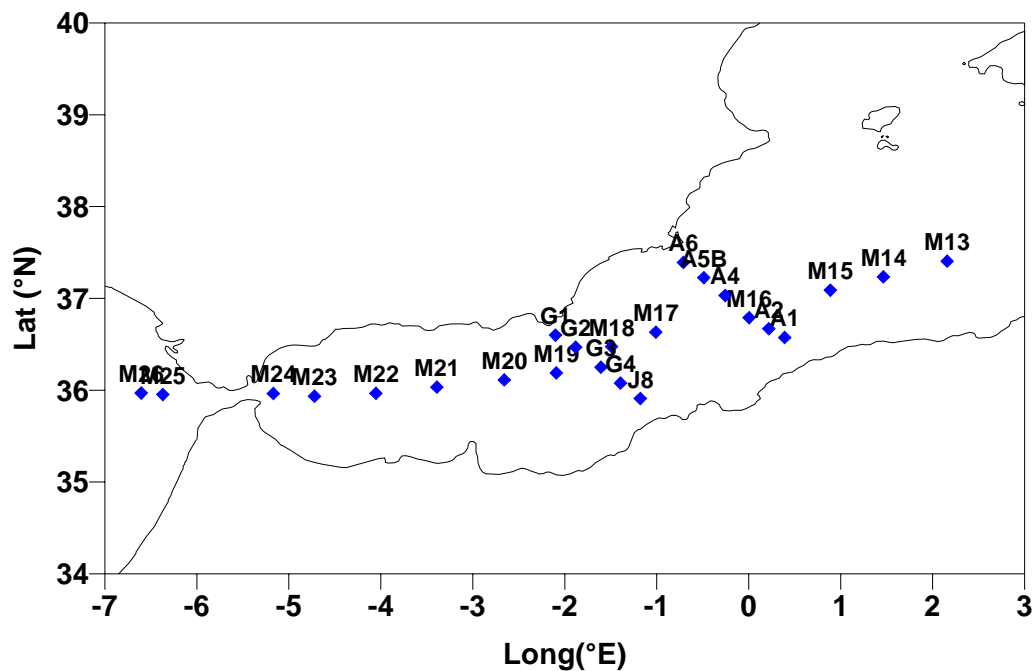 40
39
38
37
36
35
34
Lat (°N)
A6
A5B
A4
M16
A2
A1
M15
M14
M13
M17
G1
G2
M18
G3
G4
J8
M19
M20
M21
M22
M23
M24
M26
M25
-7 -6 -5 -4 -3 -2 -1 0 1 2 3
Long(°E)